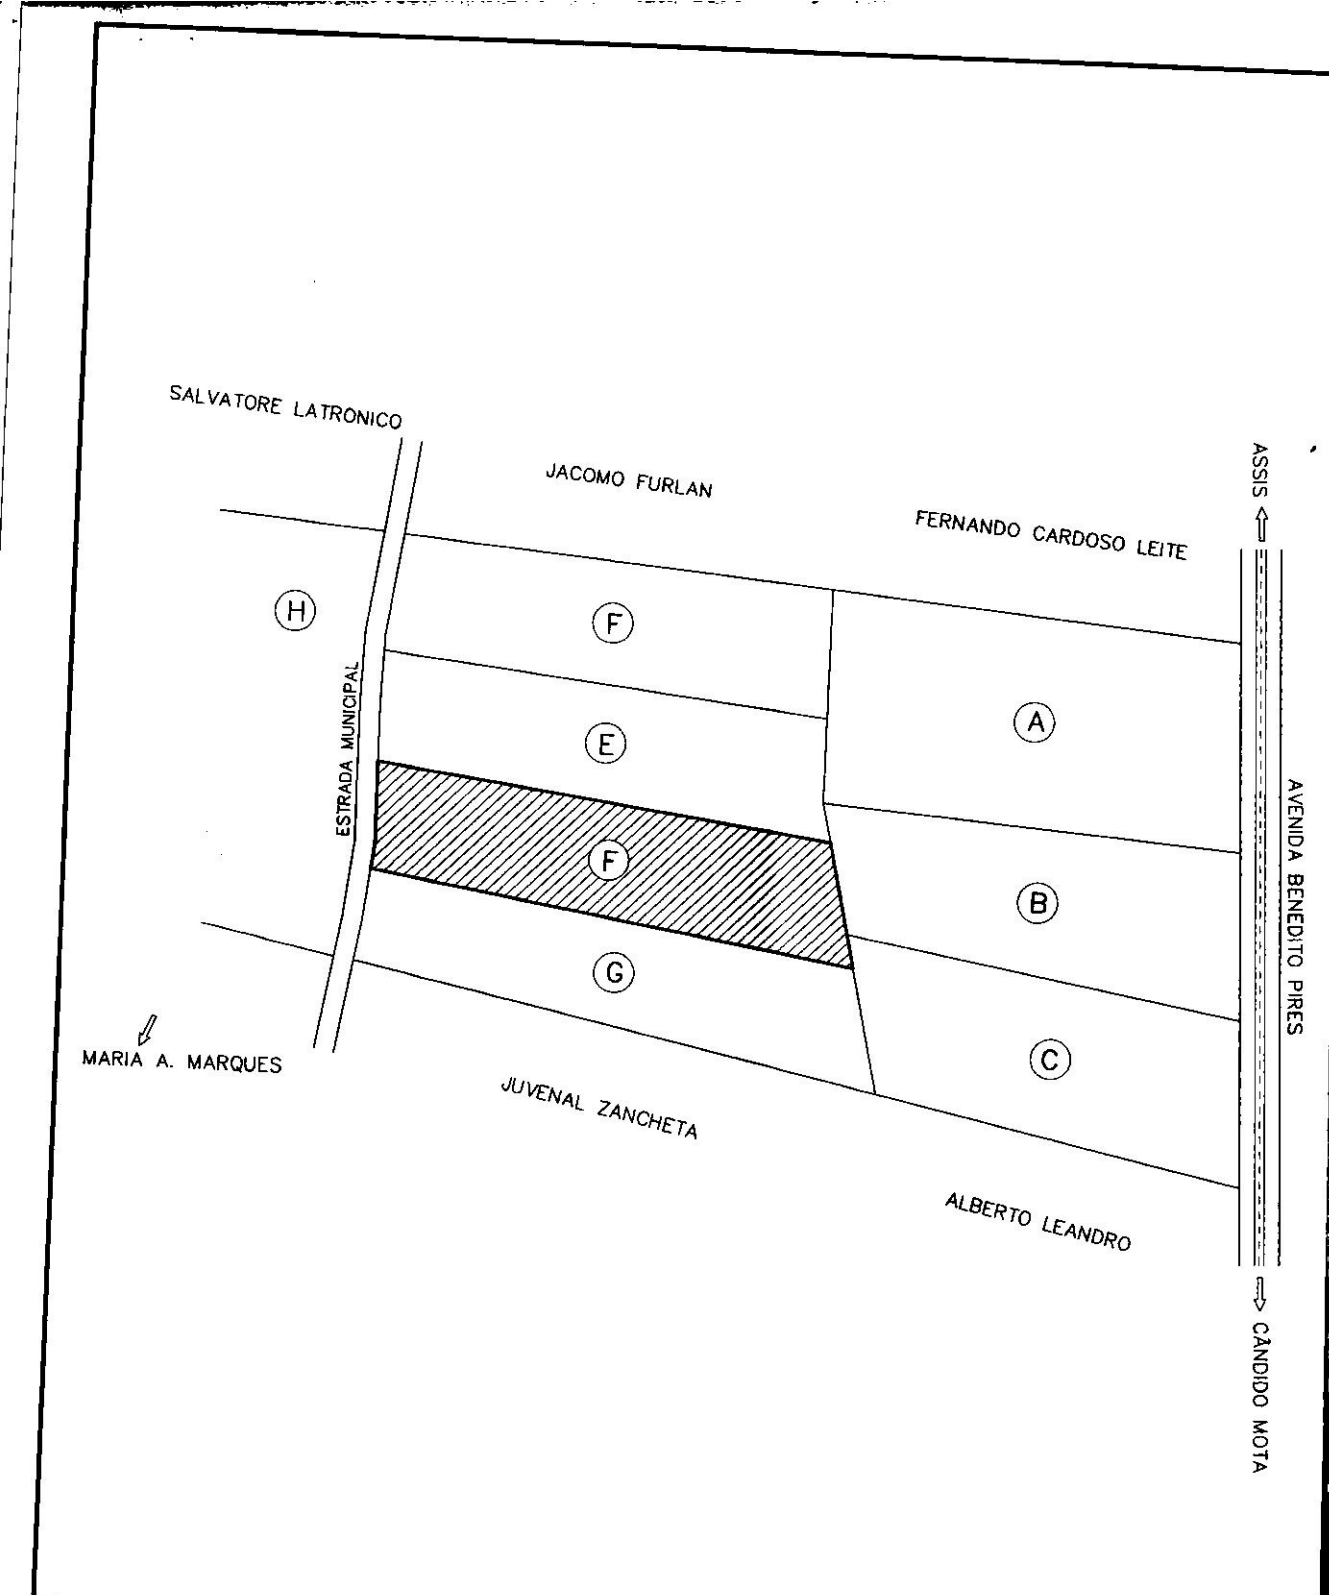 SALVATORE LATRONICO
JACOMO FURLAN
FERNANDO CARDOSO LEITE
ASSIS
H
F
A
ESTRADA MUNICIPAL
E
AVENIDA BENEDITO PIRES
F
B
G
C
MARIA A. MARQUES
JUVENAL ZANCHETA
ALBERTO LEANDRO
CÂNDIDO MOTA